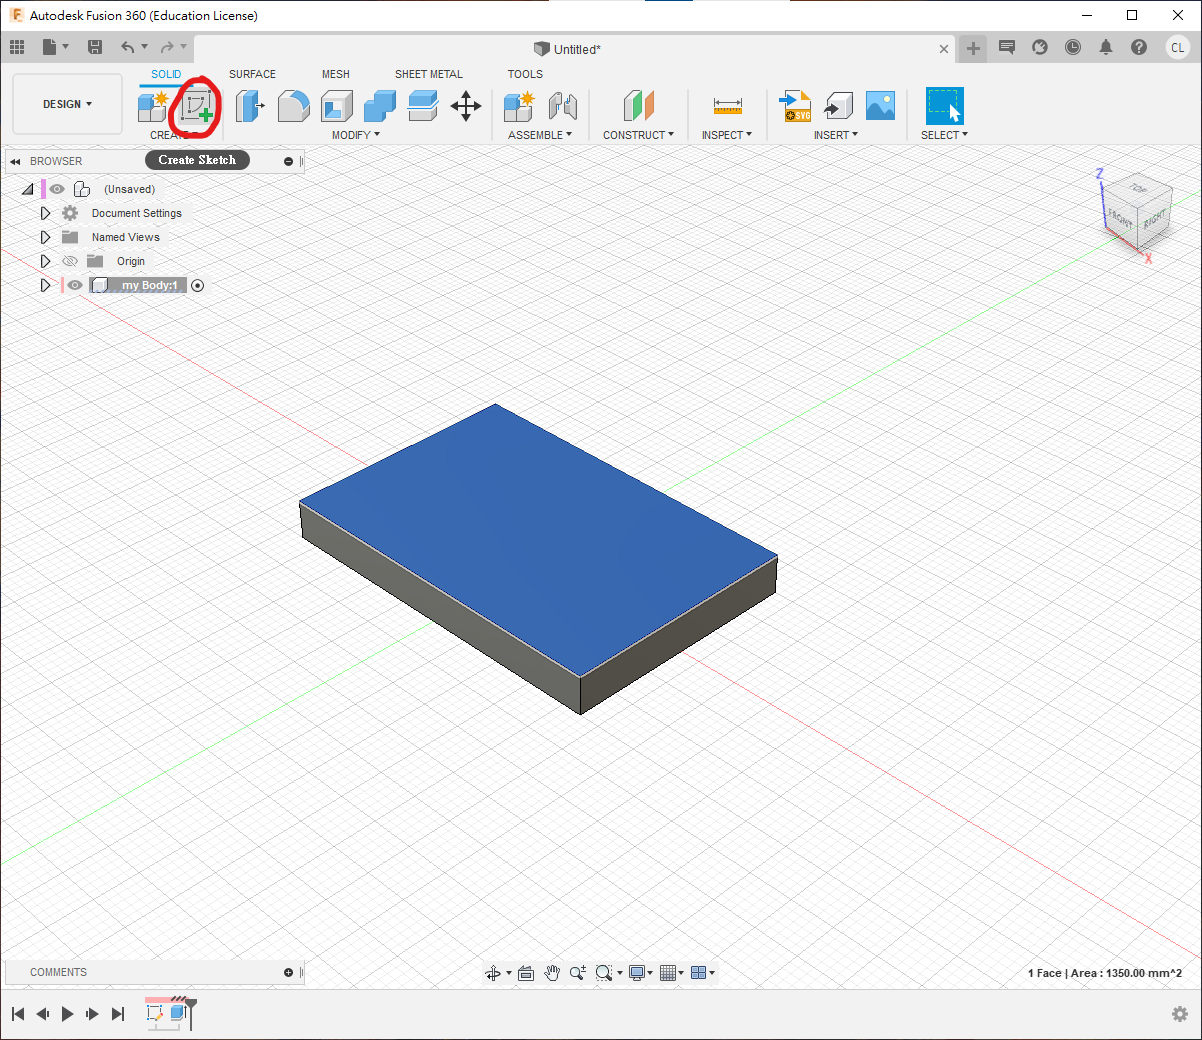 Autodesk Fusion 360 (Education License)
Untitled*
CL
DESIGN
SOLID
SURFACE
MESH
SHEET METAL
TOOLS
SVG
CREATE
MODIFY
ASSEMBLE
CONSTRUCT
INSPECT
INSERT
SELECT
BROWSER
Create Sketch
(Unsaved)
Document Settings
Named Views
Origin
my Body:1
Z
TOP
FRONT
RIGHT
X
COMMENTS
1 Face | Area : 1350.00 mm^2